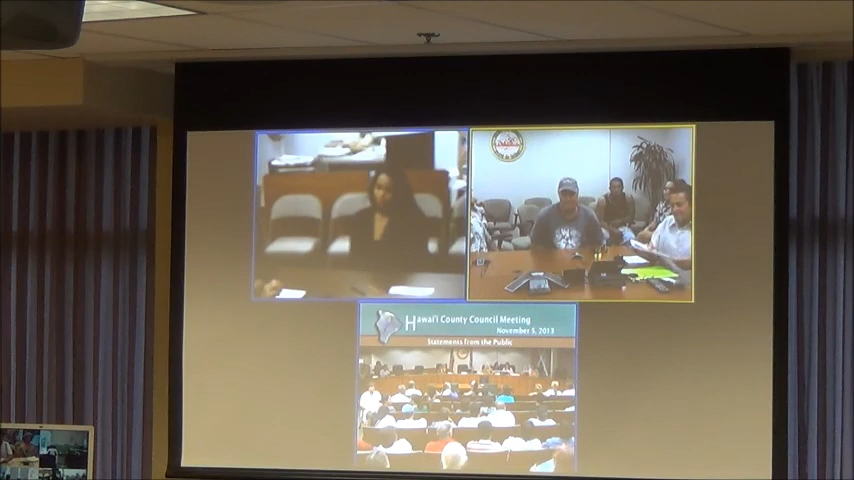 Hawai'i County Council Meeting
November 5, 2013
Statements from the Public